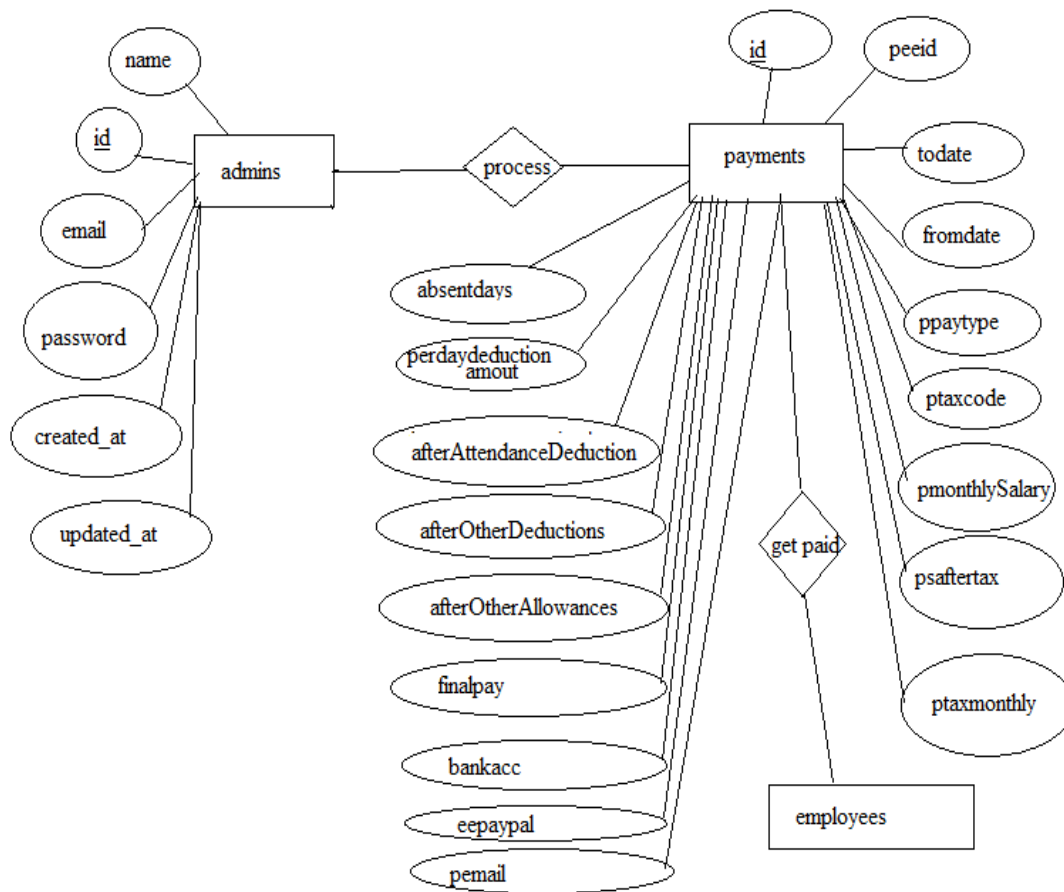 name
id
email
password
created_at
updated_at
admins
process
payments
id
peeid
todate
fromdate
ppaytype
ptaxcode
pmonthlySalary
psaftertax
ptaxmonthly
absentdays
perdaydeduction
amout
afterAttendanceDeduction
afterOtherDeductions
afterOtherAllowances
finalpay
bankacc
eepaypal
pemail
get paid
employees